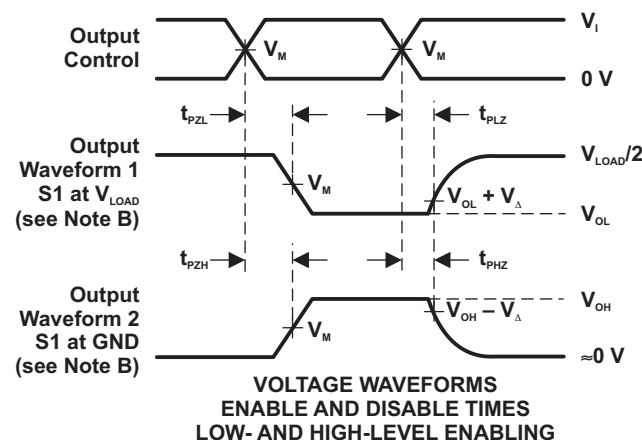 Output
Control
V_M
V_M
V_I
0 V
t_PZL
t_PLZ
Output
Waveform 1
S1 at V_LOAD
(see Note B)
V_M
V_OL + V_Δ
V_LOAD/2
V_OL
t_PZH
t_PHZ
Output
Waveform 2
S1 at GND
(see Note B)
V_M
V_OH – V_Δ
V_OH
≈0 V
VOLTAGE WAVEFORMS
ENABLE AND DISABLE TIMES
LOW- AND HIGH-LEVEL ENABLING